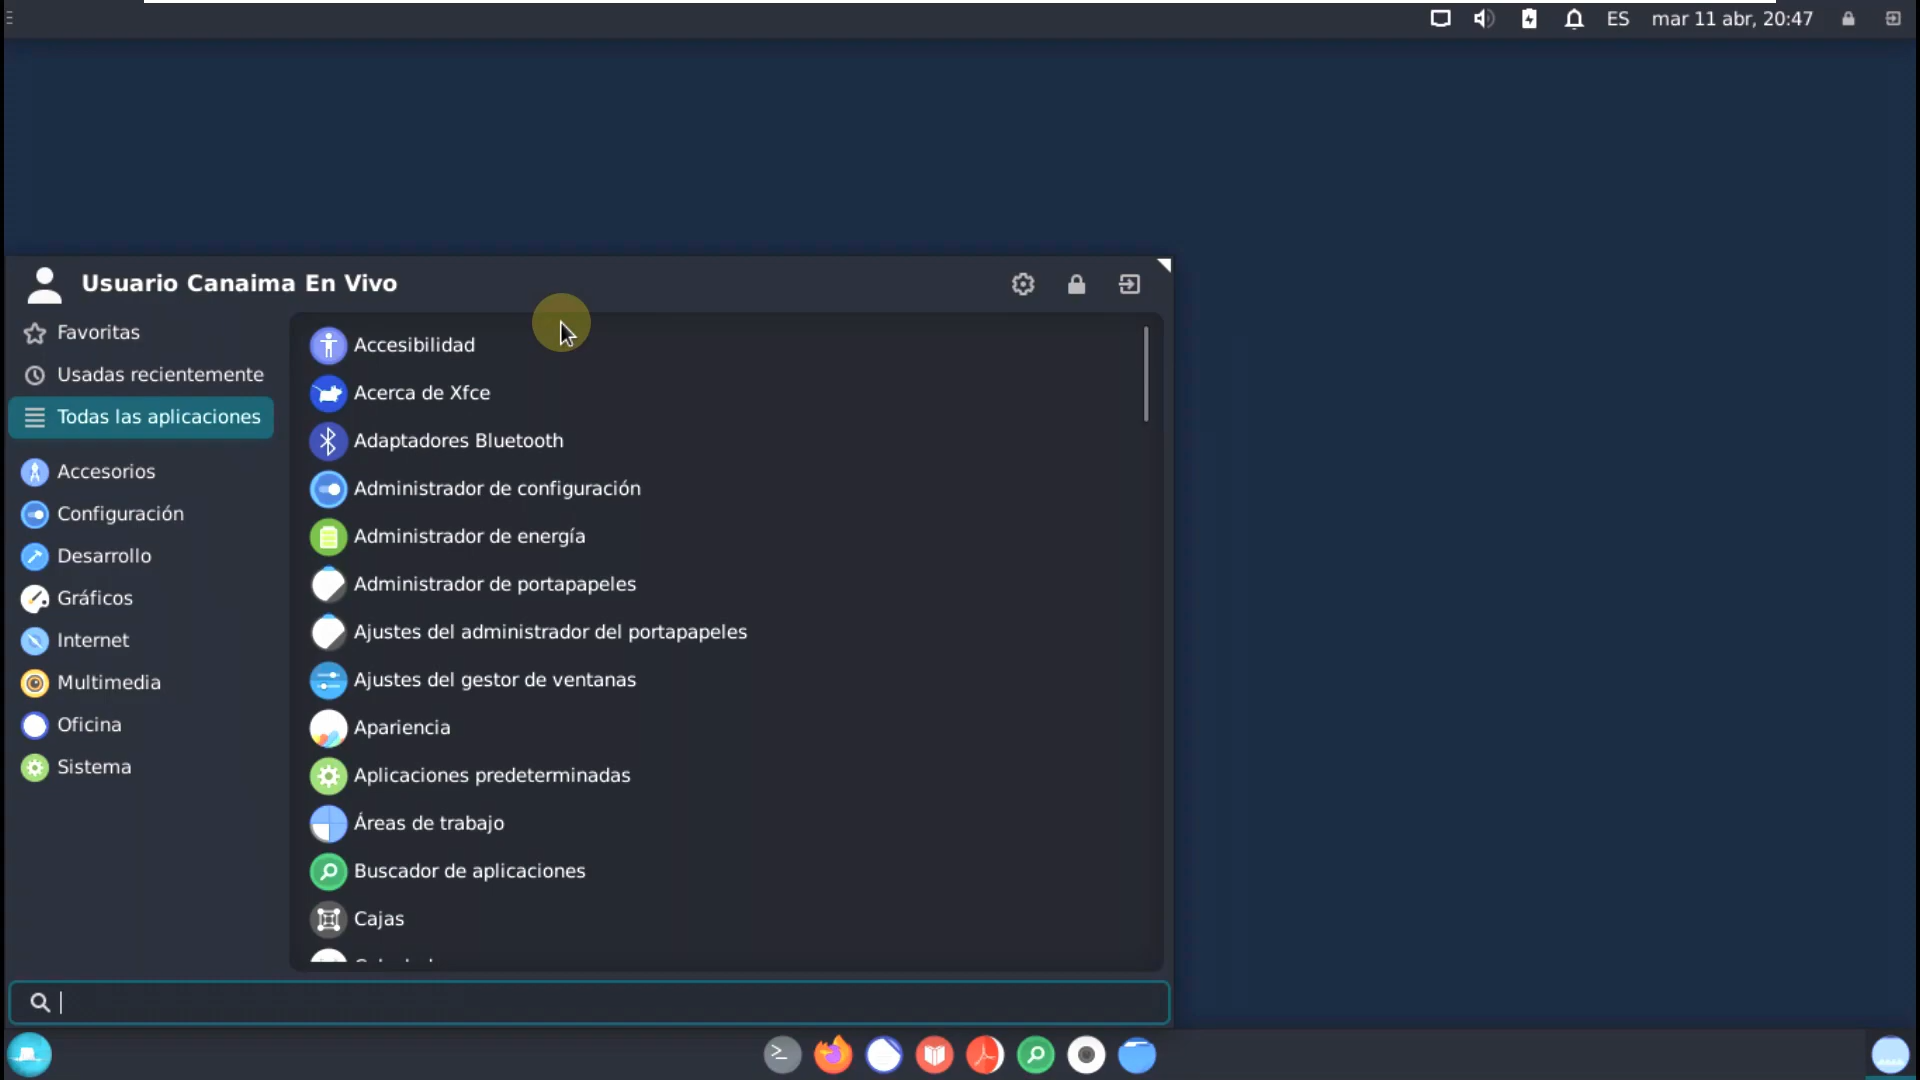 ES mar 11 abr, 20:47
Usuario Canaima En Vivo
Favoritas
Usadas recientemente
Todas las aplicaciones
Accesorios
Configuración
Desarrollo
Gráficos
Internet
Multimedia
Oficina
Sistema
Accesibilidad
Acerca de Xfce
Adaptadores Bluetooth
Administrador de configuración
Administrador de energía
Administrador de portapapeles
Ajustes del administrador del portapapeles
Ajustes del gestor de ventanas
Apariencia
Aplicaciones predeterminadas
Áreas de trabajo
Buscador de aplicaciones
Cajas